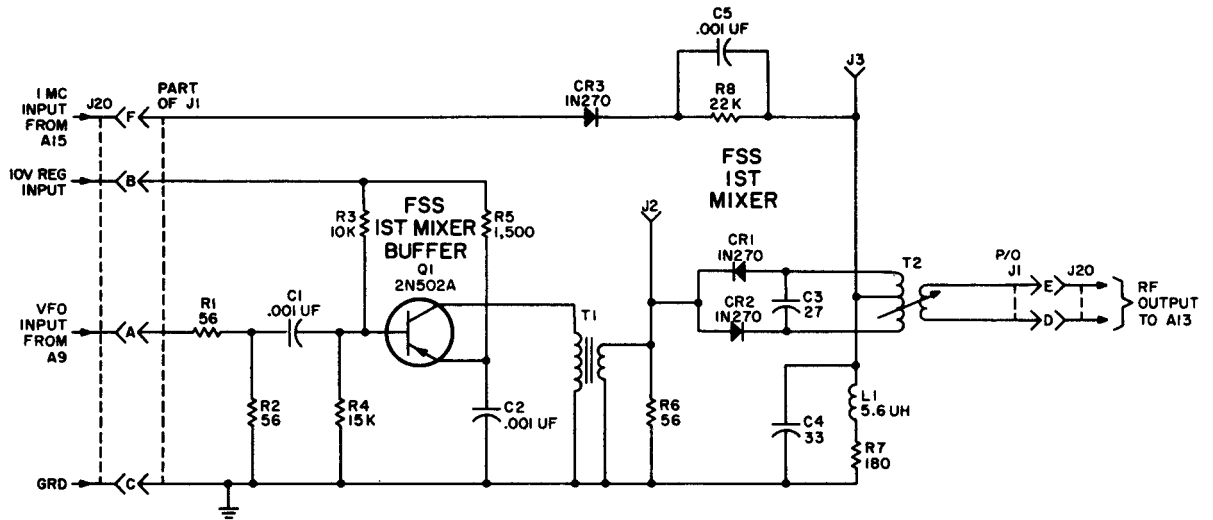 C5
.001 UF
J3
1 MC
INPUT
FROM
A15
J20
F
PART
OF J1
CR3
1N270
R8
22K
10V REG
INPUT
B
FSS
1ST
MIXER
R3
10K
FSS
1ST MIXER
BUFFER
Q1
2N502A
R5
1,500
J2
CR1
1N270
CR2
1N270
C3
27
T2
P/O
J1
J20
E
D
RF
OUTPUT
TO A13
VFO
INPUT
FROM
A9
A
R1
56
C1
.001 UF
T1
R2
56
R4
15K
C2
.001 UF
R6
56
C4
33
L1
5.6 UH
R7
180
GRD
C